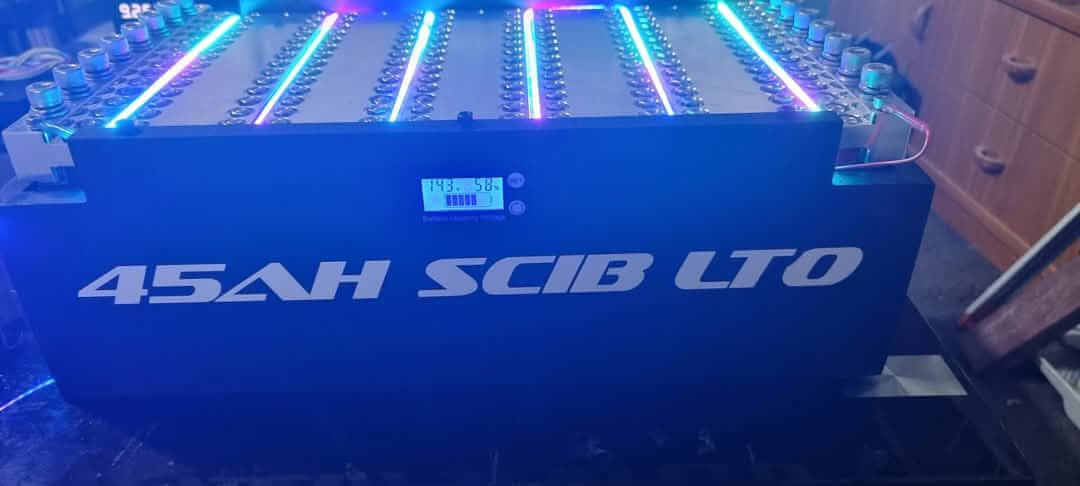 143. 58%
45AH SCIB LTO